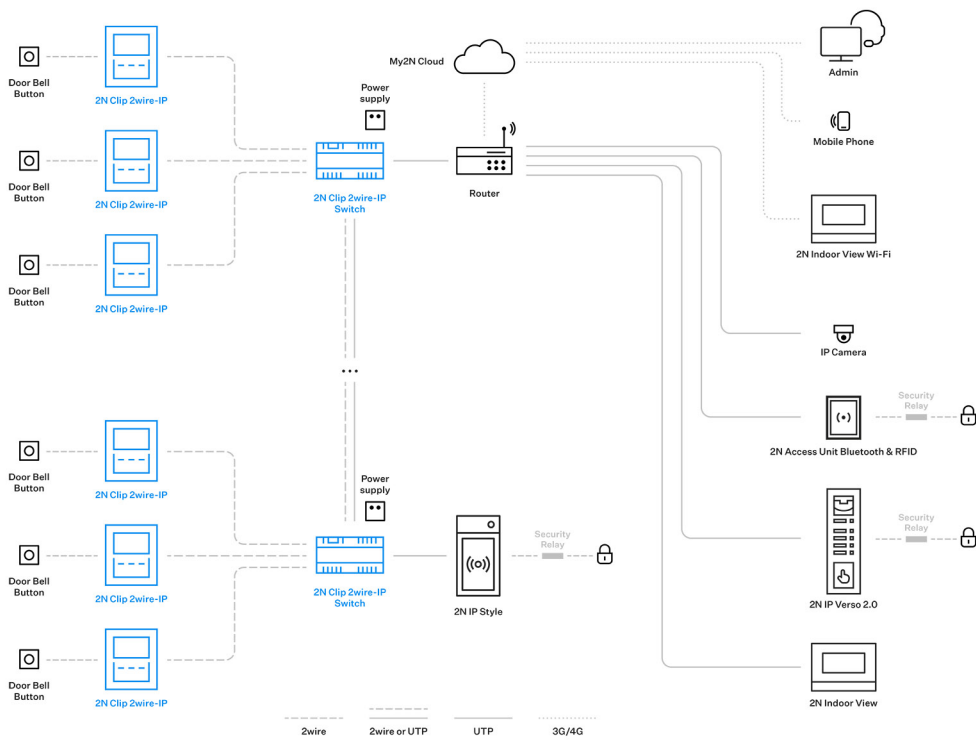 Door Bell
Button
2N Clip 2wire-IP
Door Bell
Button
2N Clip 2wire-IP
Door Bell
Button
2N Clip 2wire-IP
Power
supply
2N Clip 2wire-IP
Switch
My2N Cloud
Router
Admin
Mobile Phone
2N Indoor View Wi-Fi
IP Camera
Security
Relay
2N Access Unit Bluetooth & RFID
Security
Relay
2N IP Verso 2.0
2N Indoor View
...
Door Bell
Button
2N Clip 2wire-IP
Door Bell
Button
2N Clip 2wire-IP
Door Bell
Button
2N Clip 2wire-IP
Power
supply
2N Clip 2wire-IP
Switch
2N IP Style
Security
Relay
2wire
2wire or UTP
UTP
3G/4G